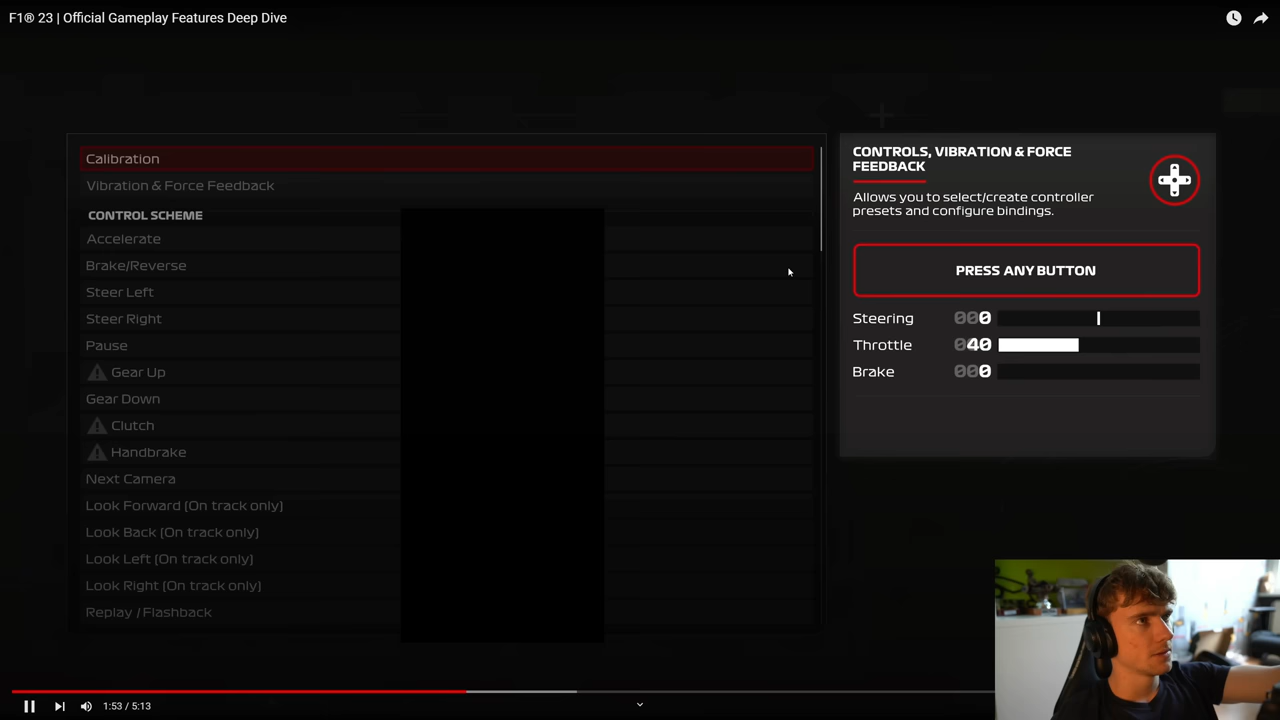 F1® 23 | Official Gameplay Features Deep Dive
Calibration
Vibration & Force Feedback
CONTROL SCHEME
Accelerate
Brake/Reverse
Steer Left
Steer Right
Pause
Gear Up
Gear Down
Clutch
Handbrake
Next Camera
Look Forward (On track only)
Look Back (On track only)
Look Left (On track only)
Look Right (On track only)
Replay / Flashback
CONTROLS, VIBRATION & FORCE
FEEDBACK
Allows you to select/create controller
presets and configure bindings.
PRESS ANY BUTTON
Steering 000
Throttle 040
Brake 000
1:53 / 5:13